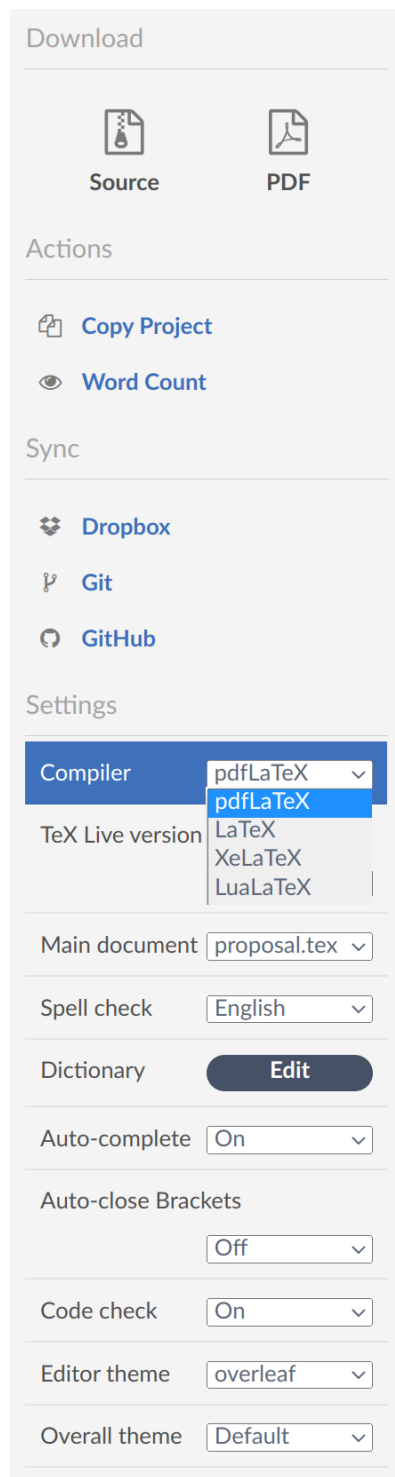 Download
Source PDF
Actions
Copy Project
Word Count
Sync
Dropbox
Git
GitHub
Settings
Compiler pdfLaTeX
pdfLaTeX
TeX Live version LaTeX
XeLaTeX
LuaLaTeX
Main document proposal.tex
Spell check English
Dictionary Edit
Auto-complete On
Auto-close Brackets
Off
Code check On
Editor theme overleaf
Overall theme Default